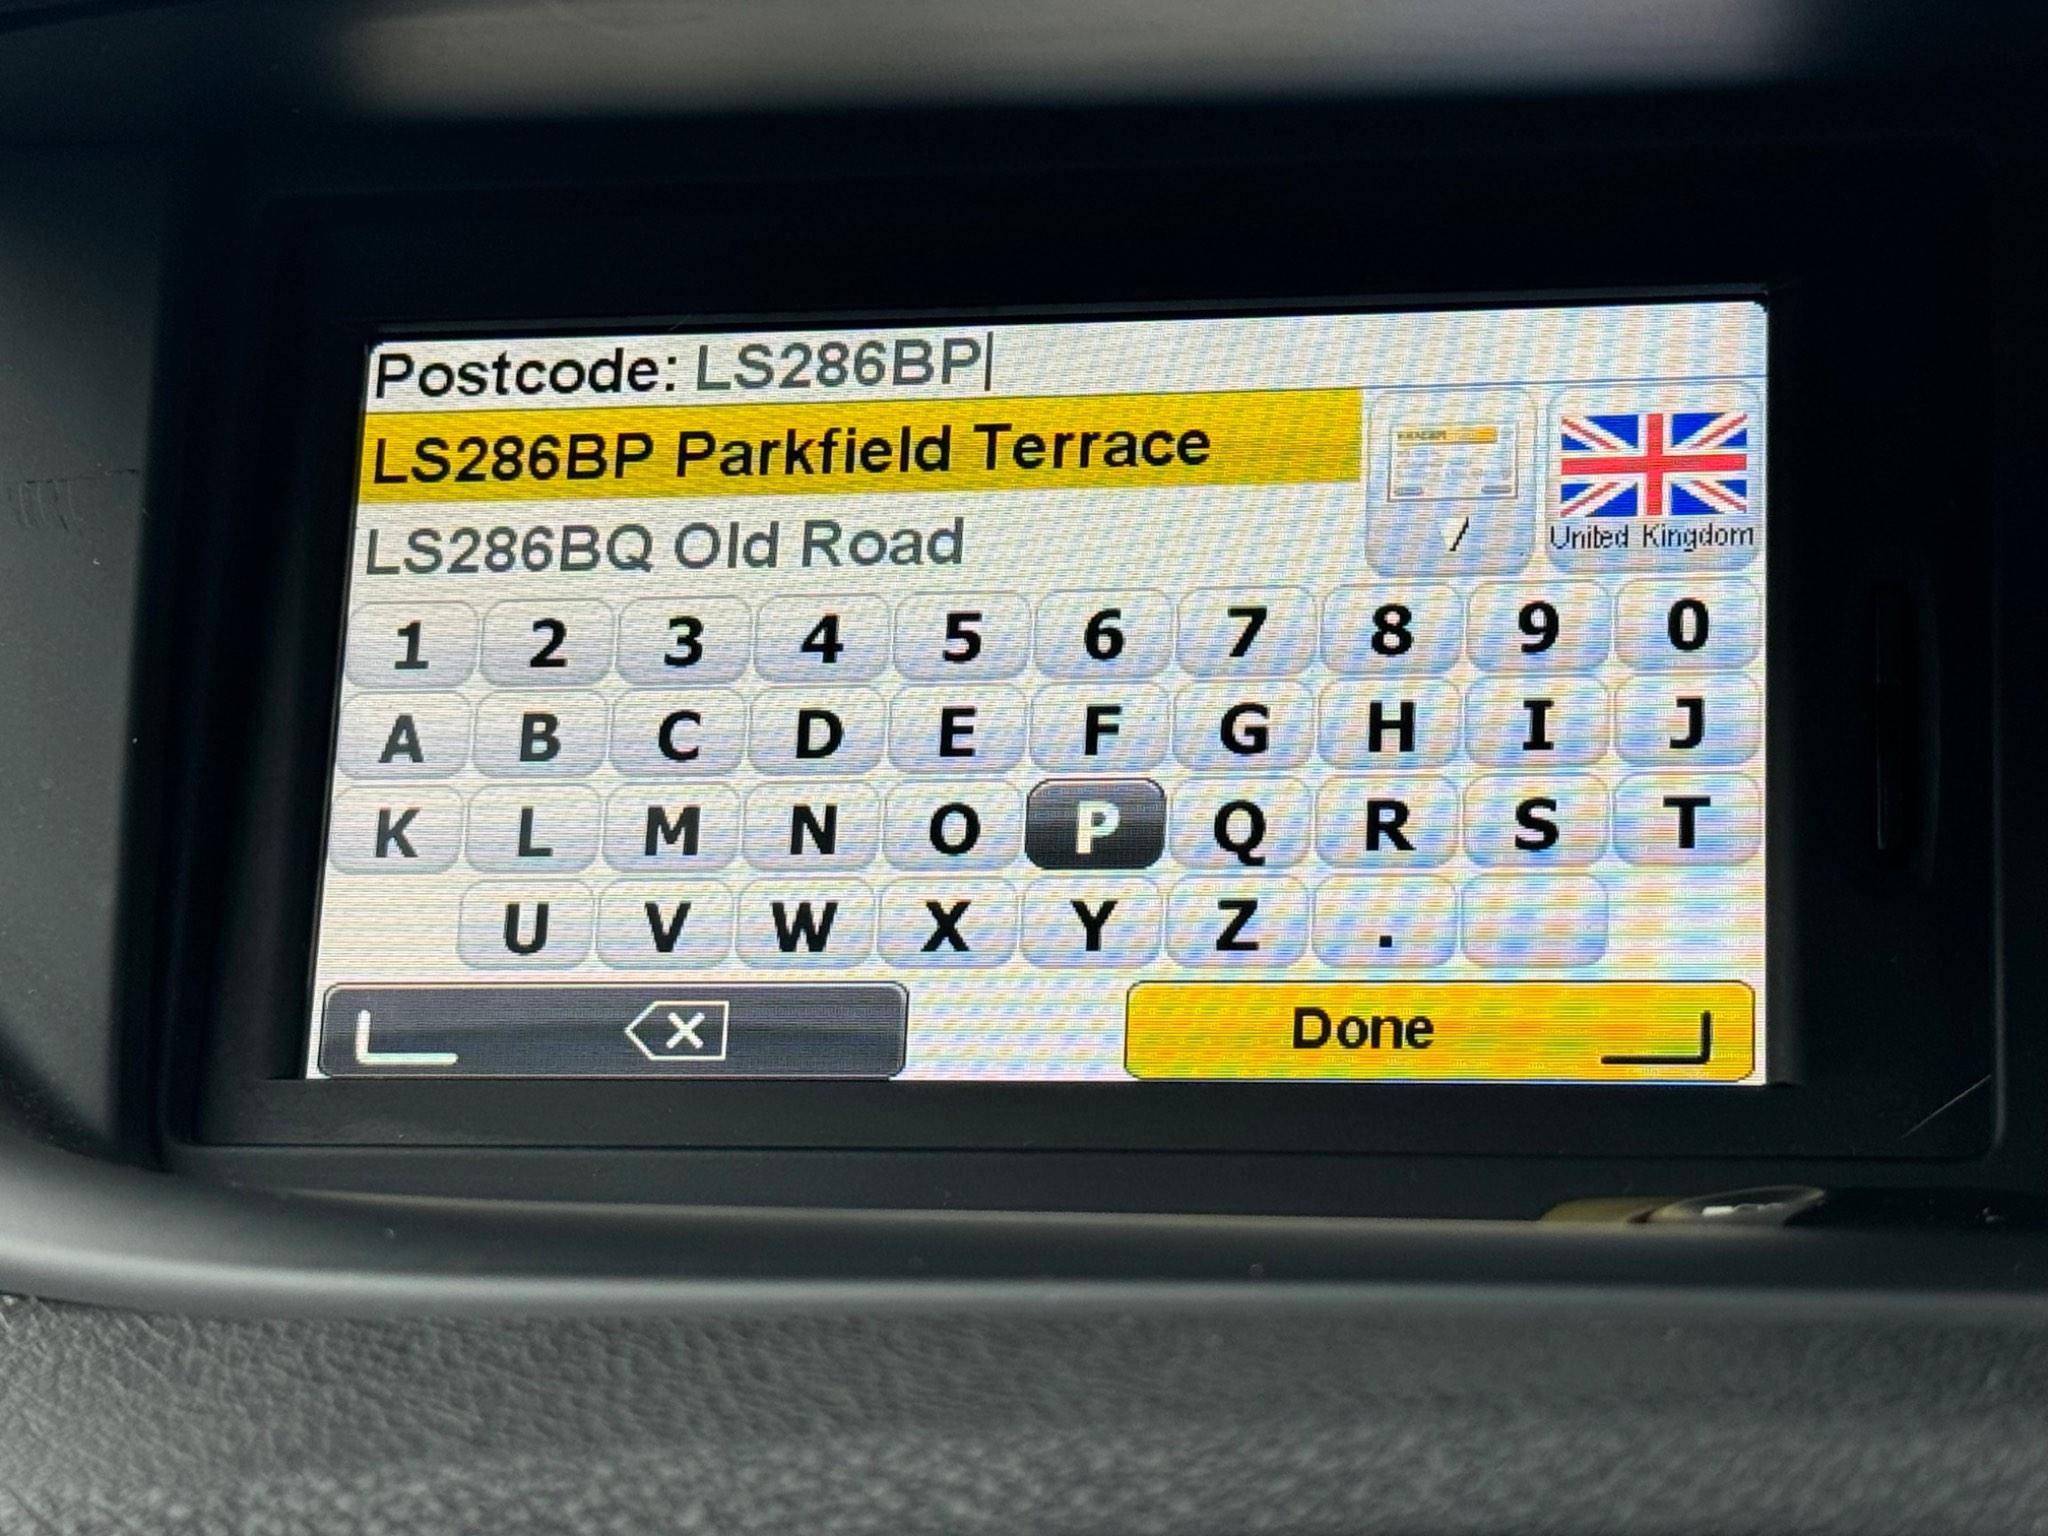 Postcode: LS286BP
LS286BP Parkfield Terrace
LS286BQ Old Road
United Kingdom
1 2 3 4 5 6 7 8 9 0
A B C D E F G H I J
K L M N O P Q R S T
U V W X Y Z .
Done